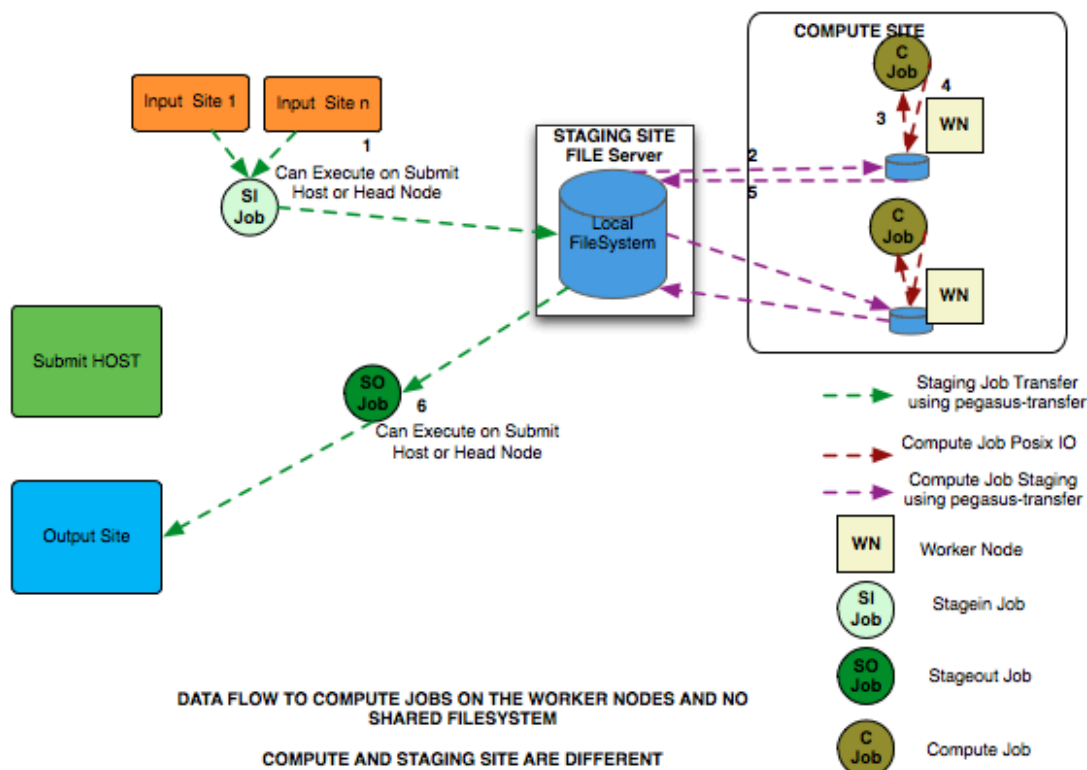 COMPUTE SITE
C
Job
4
3
WN
Input Site 1
Input Site n
1
Can Execute on Submit
Host or Head Node
SI
Job
STAGING SITE
FILE Server
Local
FileSystem
2
5
C
Job
WN
Submit HOST
SO
Job
6
Can Execute on Submit
Host or Head Node
Output Site
Staging Job Transfer
using pegasus-transfer
Compute Job Posix IO
Compute Job Staging
using pegasus-transfer
WN
Worker Node
SI
Job
Stagein Job
SO
Job
Stageout Job
C
Job
Compute Job
DATA FLOW TO COMPUTE JOBS ON THE WORKER NODES AND NO
SHARED FILESYSTEM
COMPUTE AND STAGING SITE ARE DIFFERENT